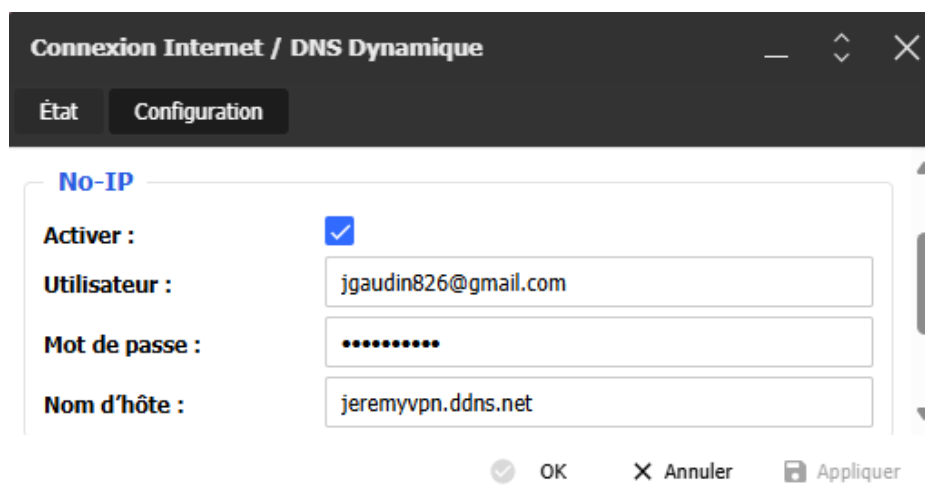 Connexion Internet / DNS Dynamique
État Configuration
No-IP
Activer :
Utilisateur : jgaudin826@gmail.com
Mot de passe : ••••••••••
Nom d’hôte : jeremyvpn.ddns.net
OK Annuler Appliquer